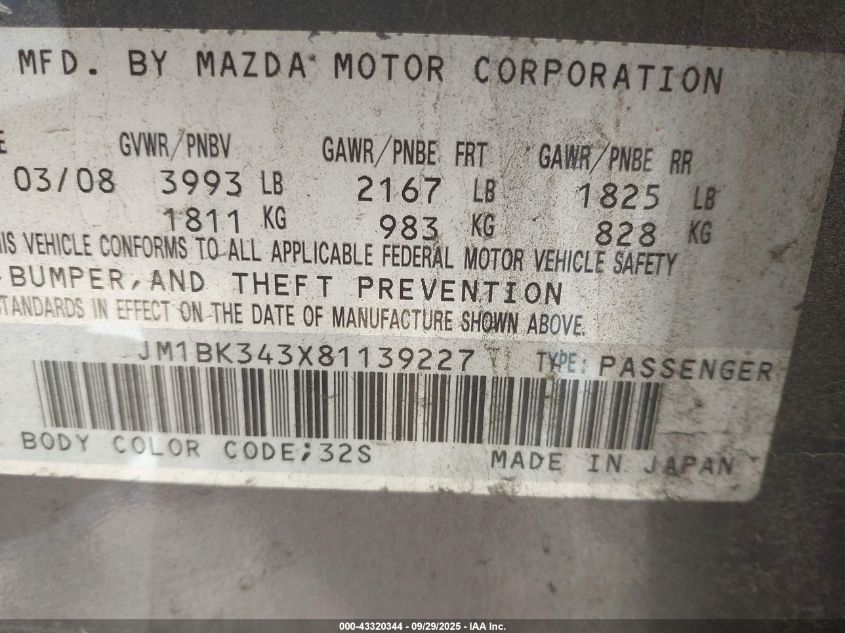 MFD. BY MAZDA MOTOR CORPORATION
E GVWR/PNBV GAWR/PNBE FRT GAWR/PNBE RR
03/08 3993 LB 2167 LB 1825 LB
1811 KG 983 KG 828 KG
IS VEHICLE CONFORMS TO ALL APPLICABLE FEDERAL MOTOR VEHICLE SAFETY
BUMPER,AND THEFT PREVENTION
TANDARDS IN EFFECT ON THE DATE OF MANUFACTURE SHOWN ABOVE.
JM1BK343X81139227 TYPE: PASSENGER
BODY COLOR CODE;32S MADE IN JAPAN
000-43320344 - 09/29/2025 - IAA Inc.